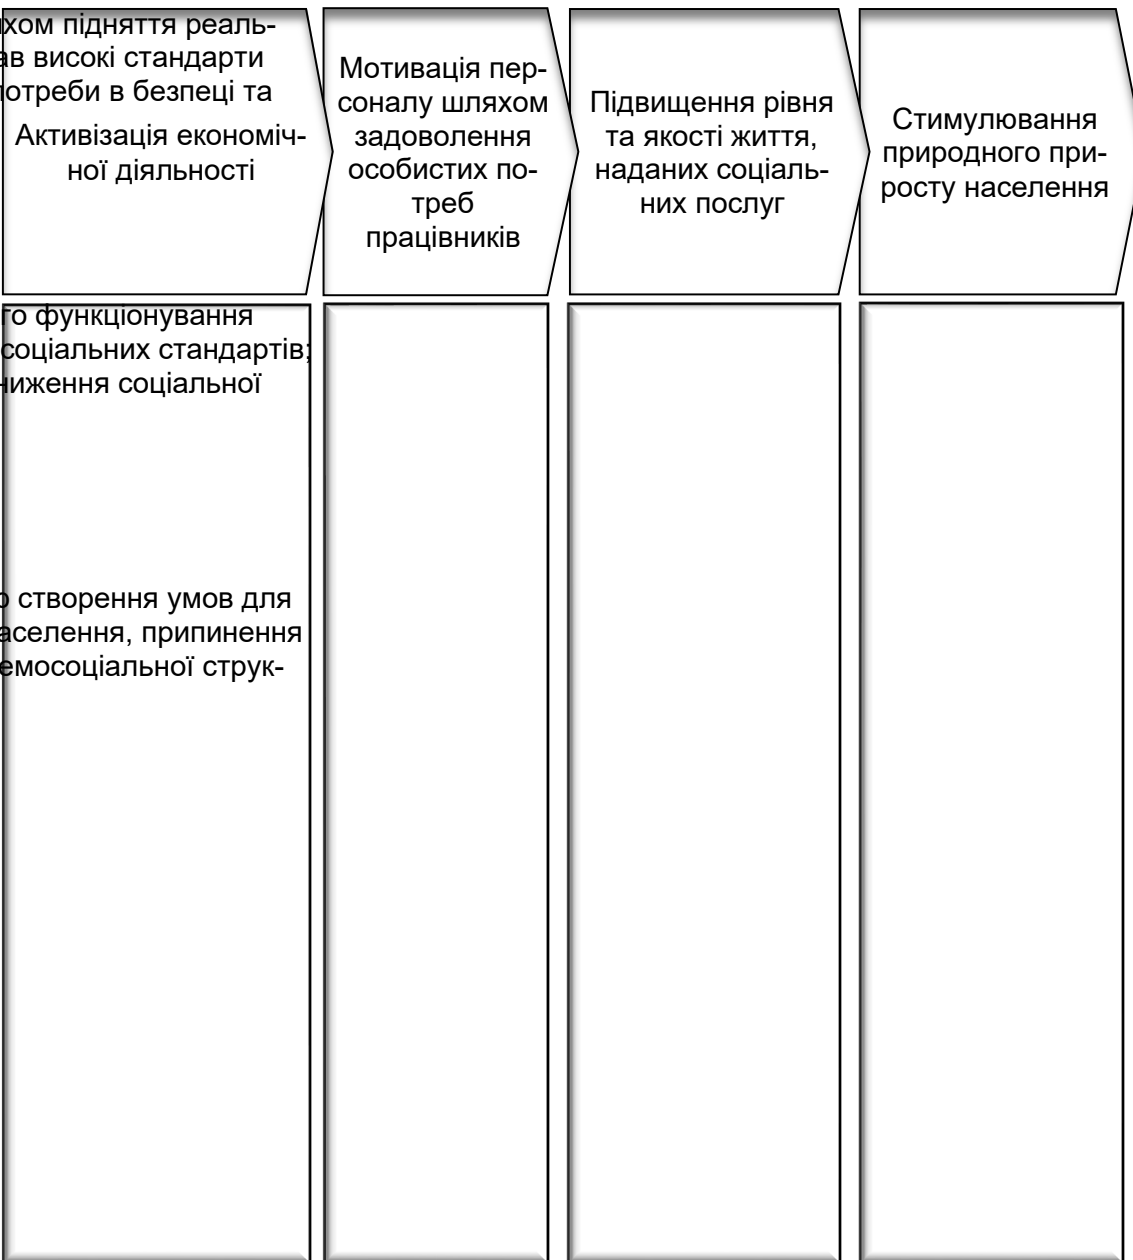 хом підняття реаль-
ав високі стандарти
потреби в безпеці та
Активізація економіч-
ної діяльності
Мотивація пер-
соналу шляхом
задоволення
особистих по-
треб
працівників
Підвищення рівня
та якості життя,
наданих соціаль-
них послуг
Стимулювання
природного при-
росту населення
го функціонування
соціальних стандартів;
ниження соціальної
о створення умов для
аселення, припинення
емосоціальної струк-